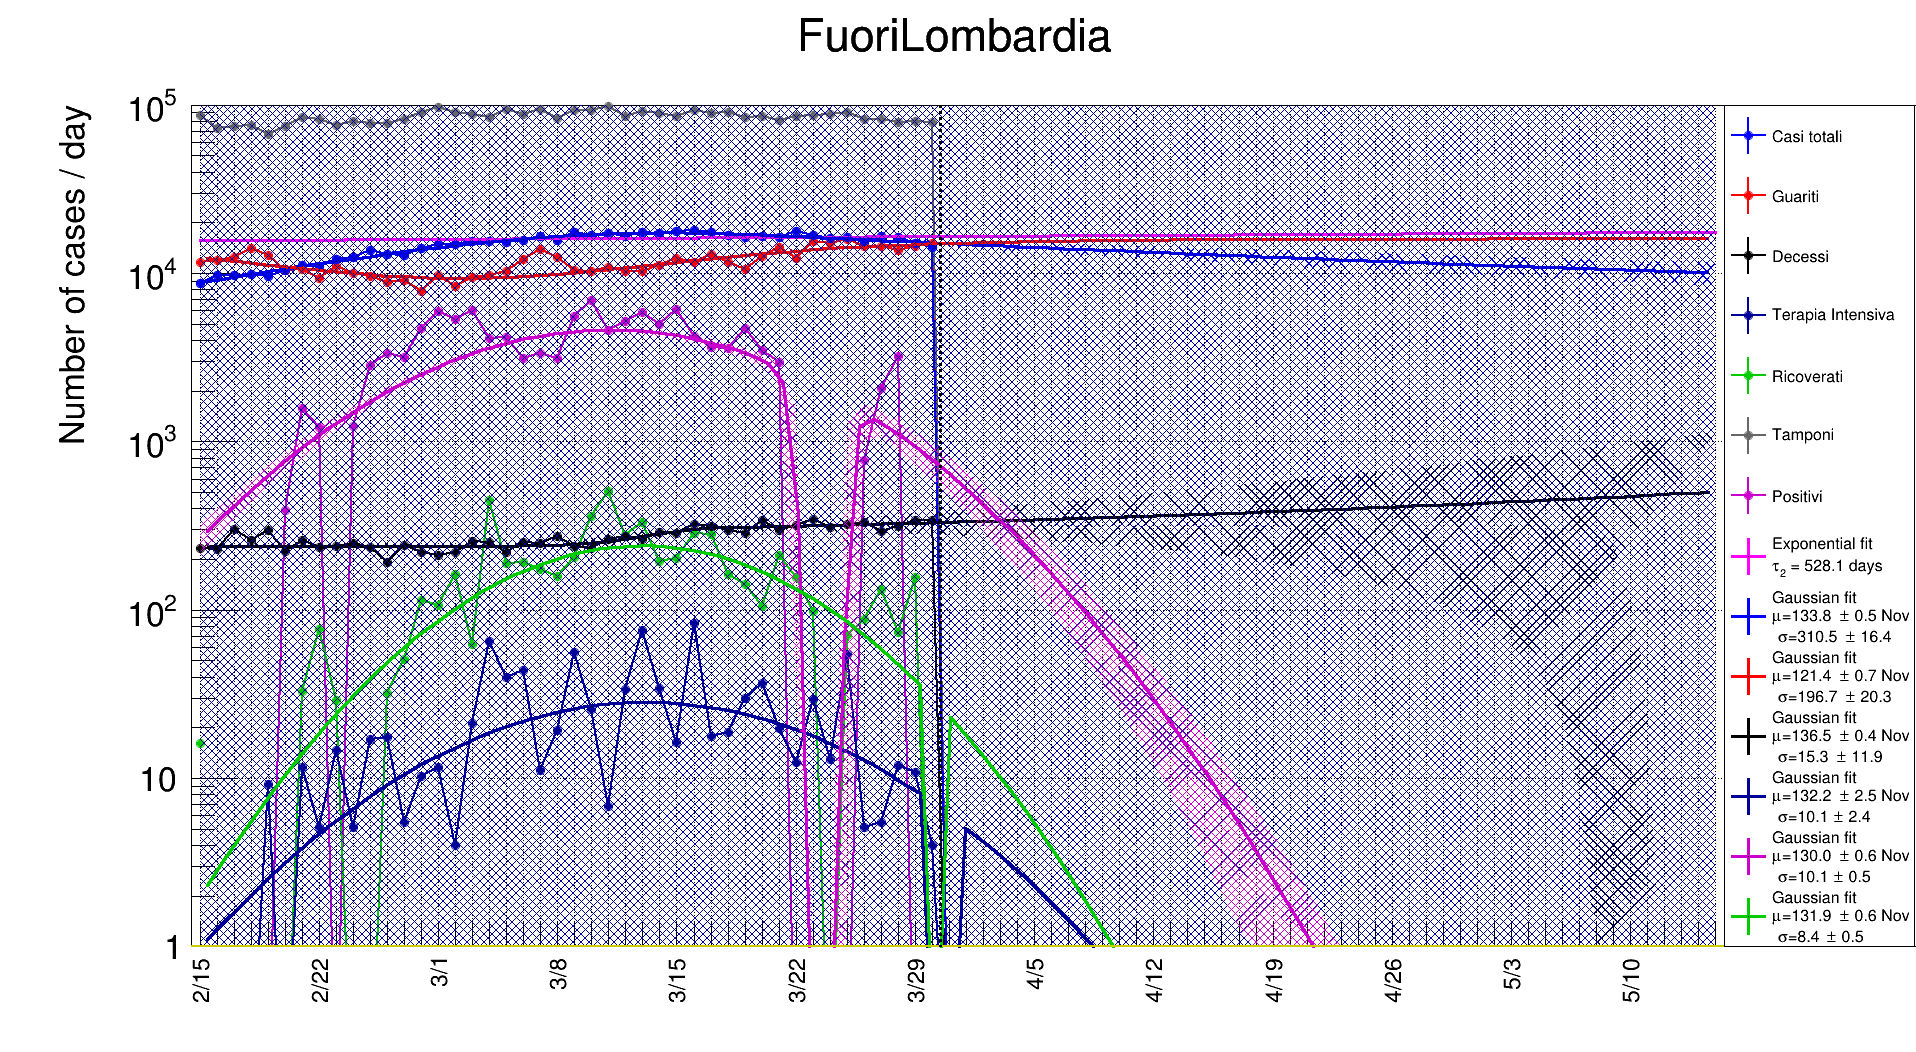 FuoriLombardia
Number of cases / day
10⁵
10⁴
10³
10²
10
1
2/15
2/22
3/1
3/8
3/15
3/22
3/29
4/5
4/12
4/19
4/26
5/3
5/10
Casi totali
Guariti
Decessi
Terapia Intensiva
Ricoverati
Tamponi
Positivi
Exponential fit
τ₂ = 528.1 days
Gaussian fit
μ=133.8 ± 0.5 Nov
σ=310.5 ± 16.4
Gaussian fit
μ=121.4 ± 0.7 Nov
σ=196.7 ± 20.3
Gaussian fit
μ=136.5 ± 0.4 Nov
σ=15.3 ± 11.9
Gaussian fit
μ=132.2 ± 2.5 Nov
σ=10.1 ± 2.4
Gaussian fit
μ=130.0 ± 0.6 Nov
σ=10.1 ± 0.5
Gaussian fit
μ=131.9 ± 0.6 Nov
σ=8.4 ± 0.5